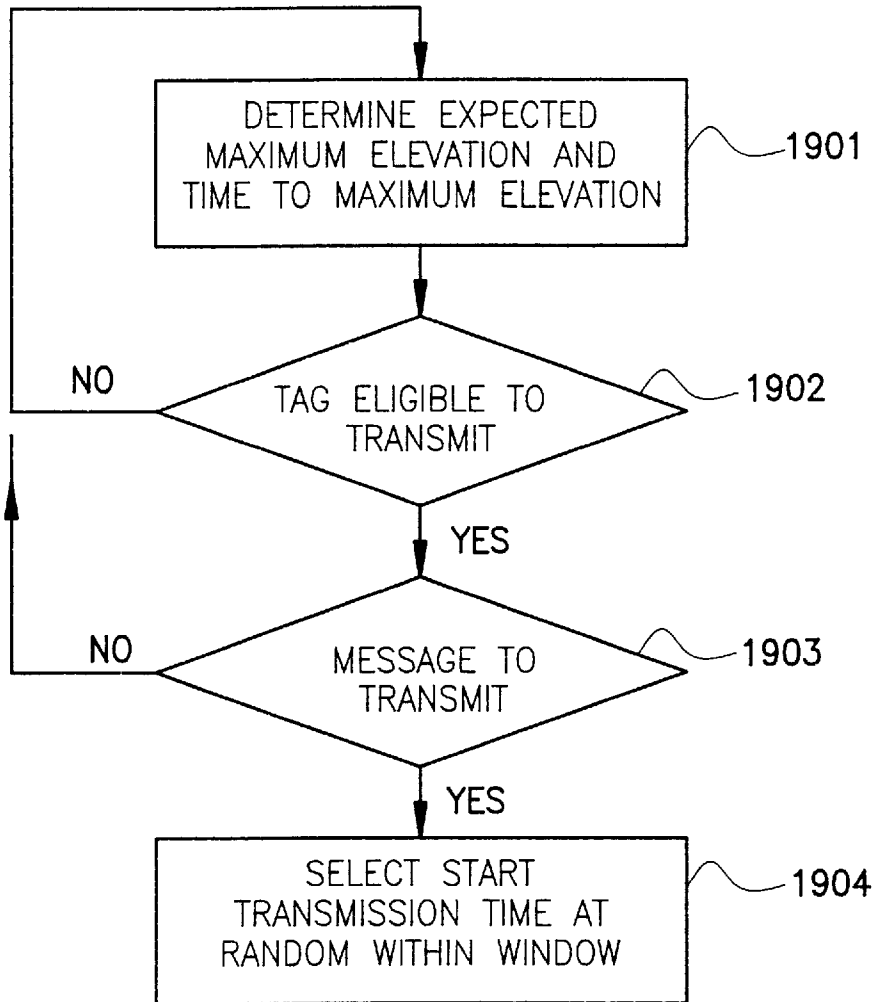 DETERMINE EXPECTED
MAXIMUM ELEVATION AND
TIME TO MAXIMUM ELEVATION
1901
NO
TAG ELIGIBLE TO
TRANSMIT
1902
YES
NO
MESSAGE TO
TRANSMIT
1903
YES
SELECT START
TRANSMISSION TIME AT
RANDOM WITHIN WINDOW
1904